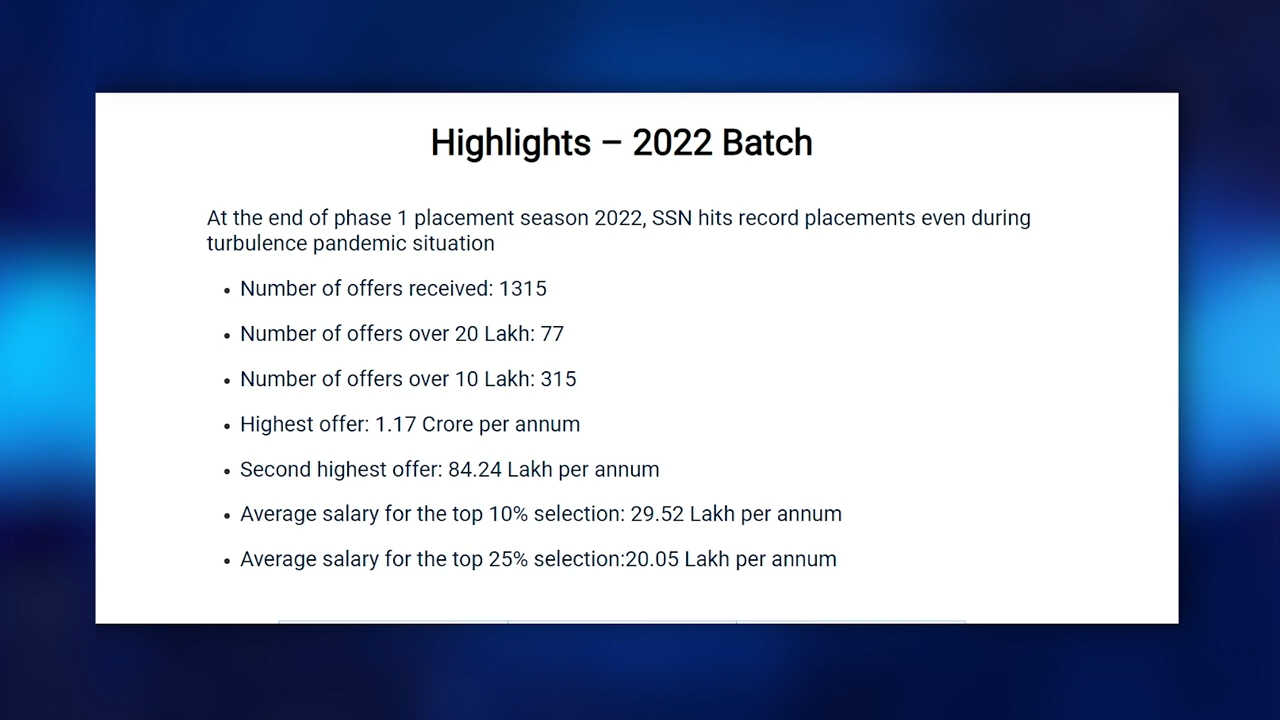 Highlights – 2022 Batch
At the end of phase 1 placement season 2022, SSN hits record placements even during
turbulence pandemic situation
• Number of offers received: 1315
• Number of offers over 20 Lakh: 77
• Number of offers over 10 Lakh: 315
• Highest offer: 1.17 Crore per annum
• Second highest offer: 84.24 Lakh per annum
• Average salary for the top 10% selection: 29.52 Lakh per annum
• Average salary for the top 25% selection:20.05 Lakh per annum